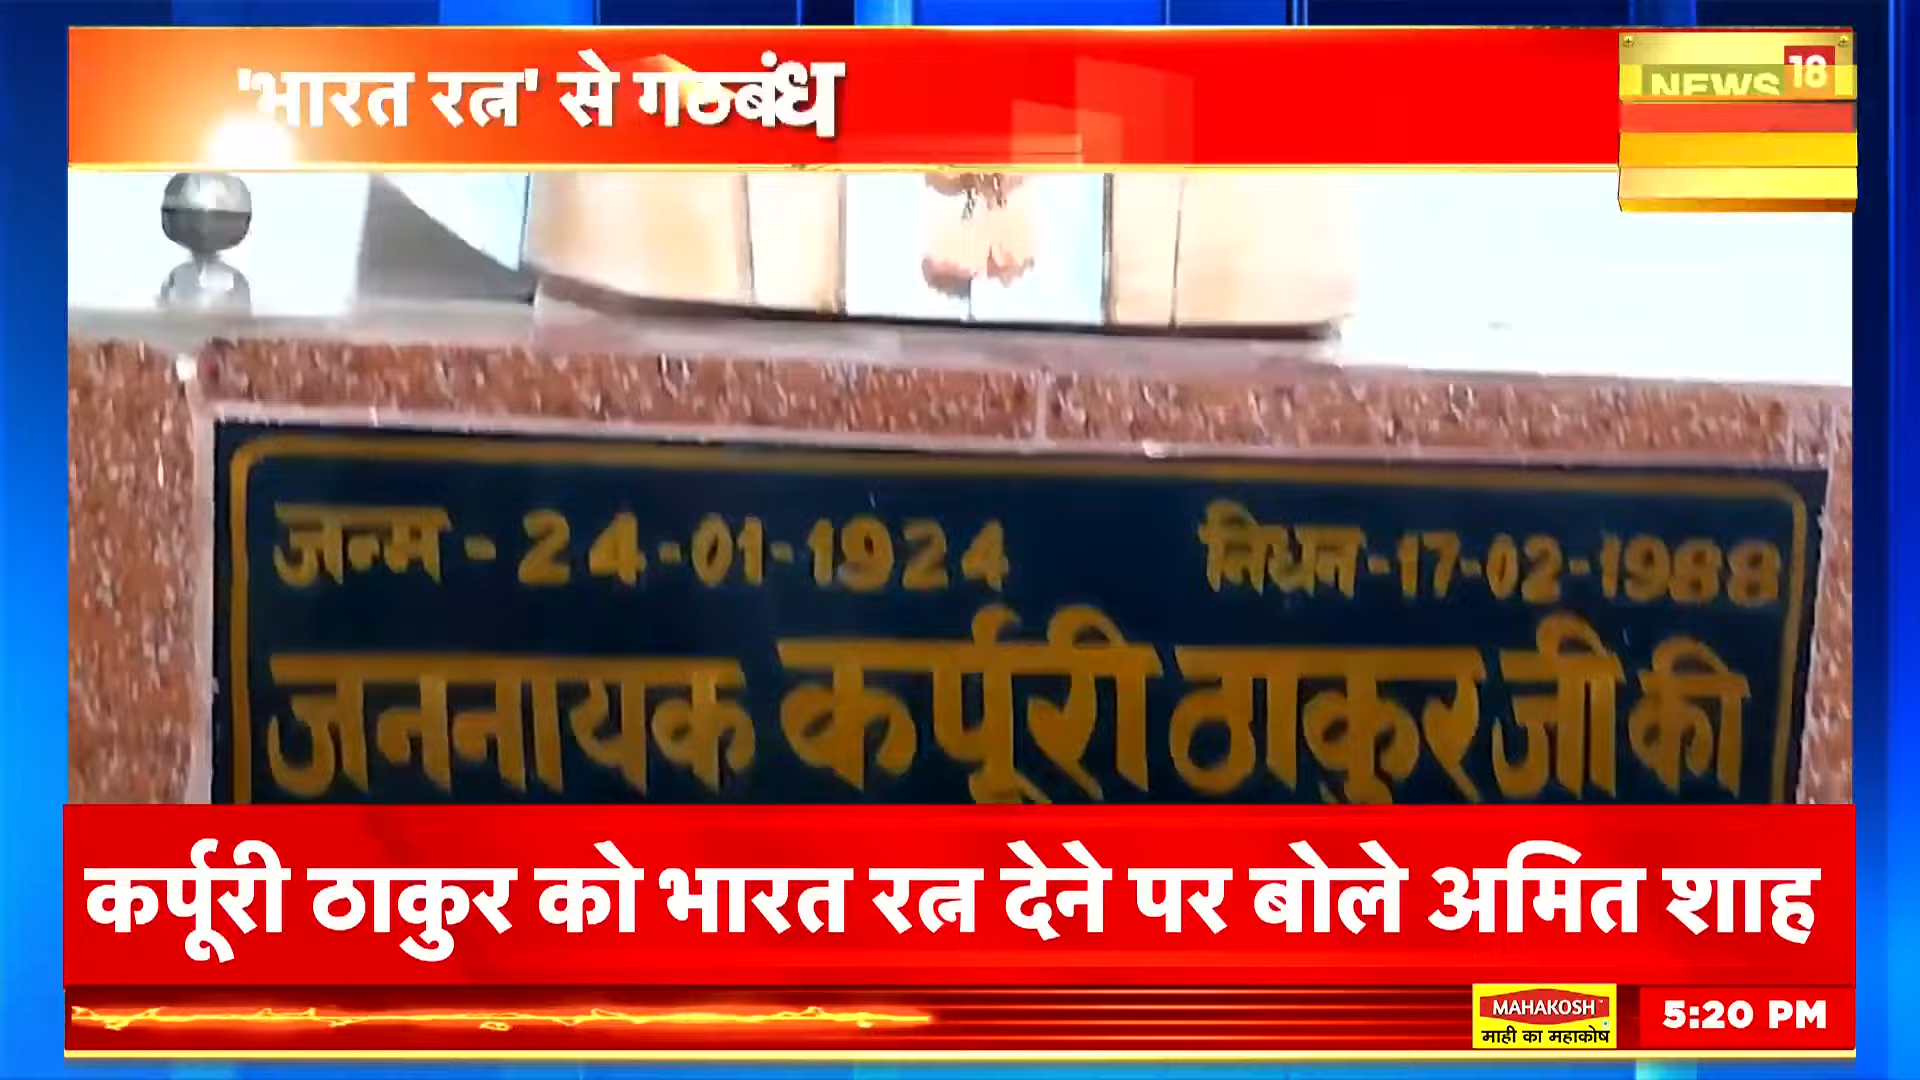 'भारत रत्न' से गठबंध
NEWS 18
जन्म - 24-01-1924 निधन-17-02-1988
जननायक कर्पूरी ठाकुर जी की
कर्पूरी ठाकुर को भारत रत्न देने पर बोले अमित शाह
MAHAKOSH
माही का महाकोष
5:20 PM